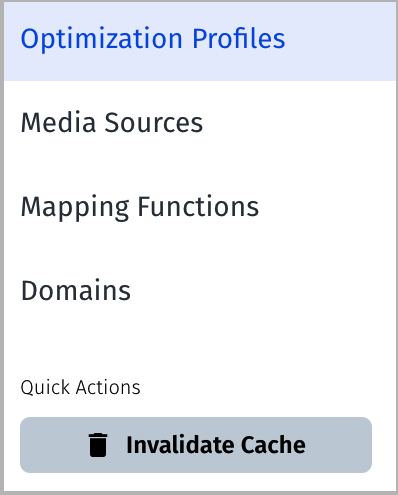 Optimization Profiles
Media Sources
Mapping Functions
Domains
Quick Actions
Invalidate Cache